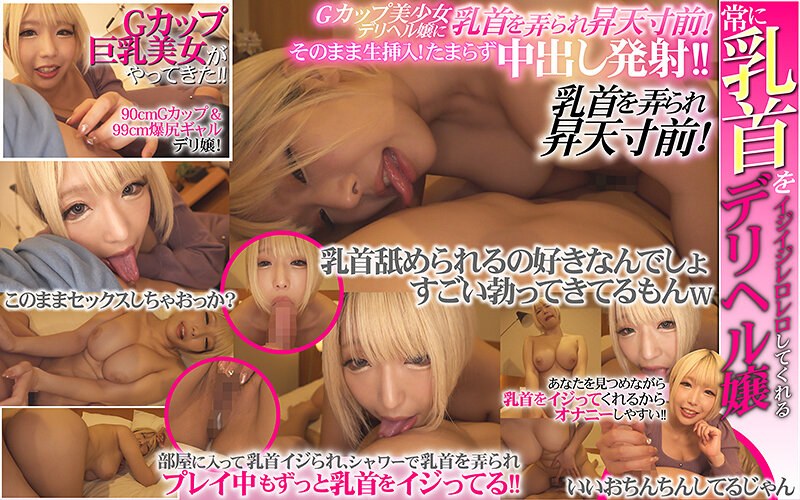 Gカップ
巨乳美女が
やってきた!!
90cmGカップ&
99cm爆尻ギャル
デリ嬢!
Gカップ美少女
デリヘル嬢に
乳首を弄られ昇天寸前!
そのまま生挿入!たまらず中出し発射!!
乳首を弄られ
昇天寸前!
常に乳首をイジイジレロレロしてくれる
デリヘル嬢
乳首舐められるの好きなんでしょ
すごい勃ってきてるもんw
このままセックスしちゃおっか?
あなたを見つめながら
乳首をイジってくれるから、
オナニーしやすい!!
部屋に入って乳首イジられ、シャワーで乳首を弄られ
プレイ中もずっと乳首をイジってる!!
いいおちんちんしてるじゃん